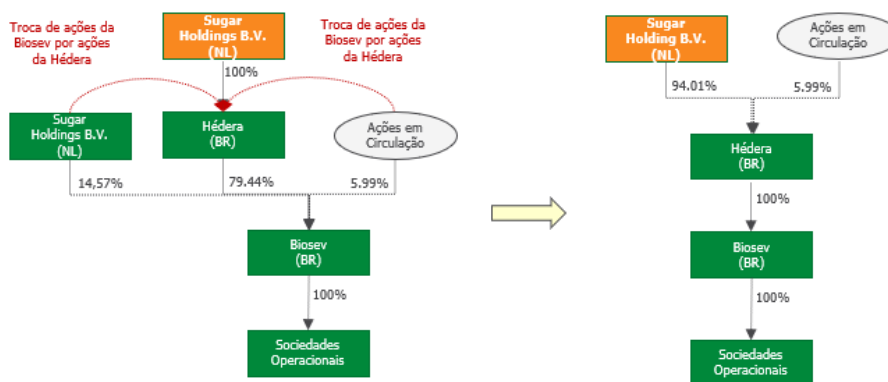 Troca de ações da
Biosev por ações
da Hédera
Sugar
Holdings B.V.
(NL)
Troca de ações da
Biosev por ações
da Hédera
100%
Sugar
Holdings B.V.
(NL)
Hédera
(BR)
Ações em
Circulação
14,57%
79.44%
5.99%
Biosev
(BR)
100%
Sociedades
Operacionais
Sugar
Holding B.V.
(NL)
Ações em
Circulação
94.01%
5.99%
Hédera
(BR)
100%
Biosev
(BR)
100%
Sociedades
Operacionais